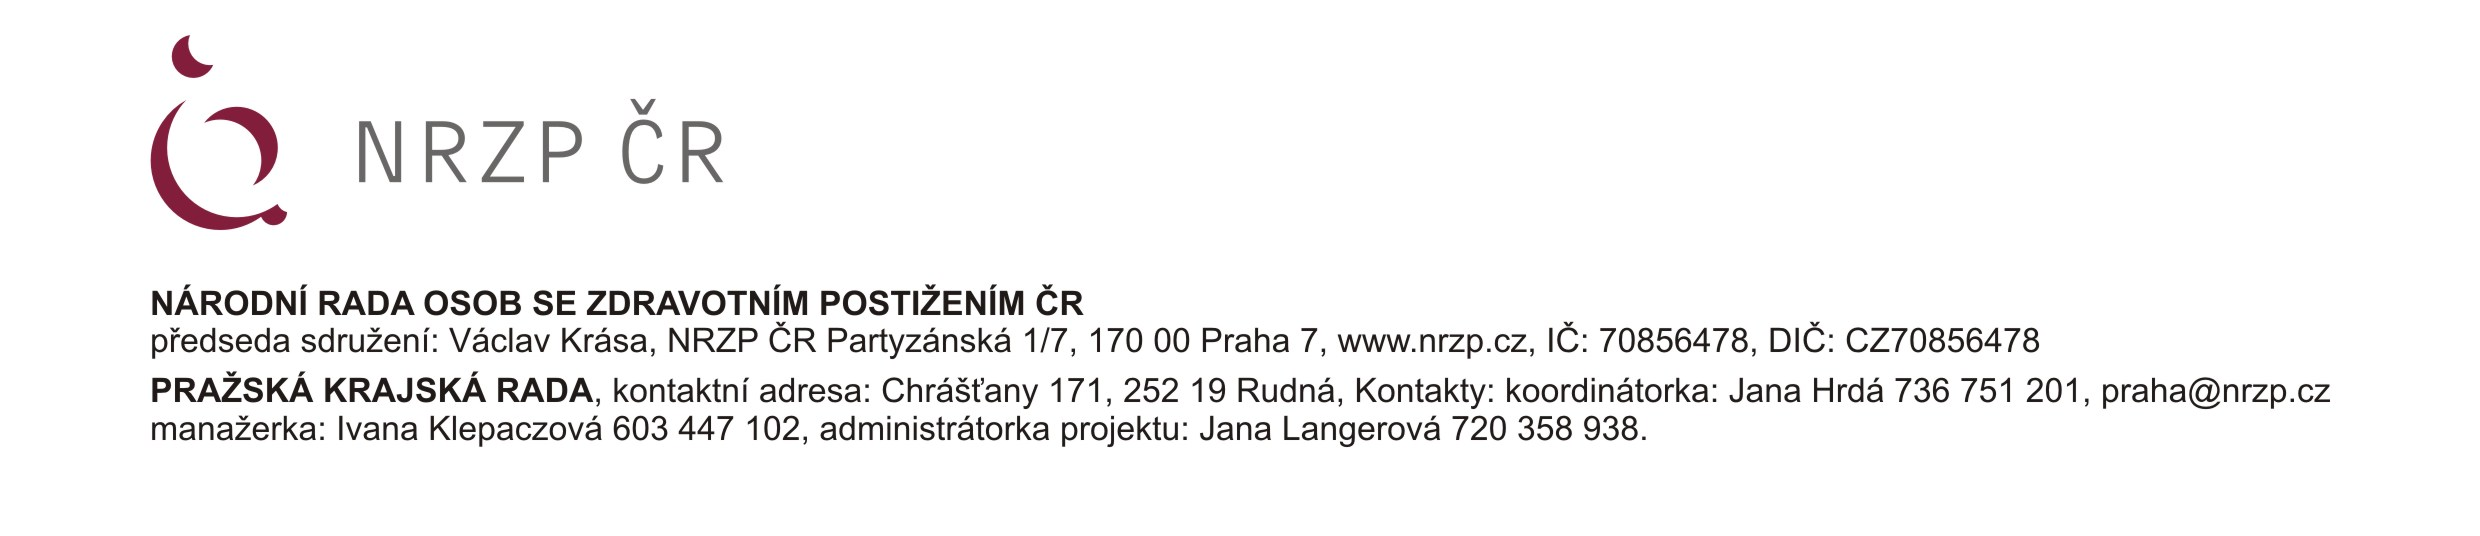 NRZP ČR
NÁRODNÍ RADA OSOB SE ZDRAVOTNÍM POSTIŽENÍM ČR
předseda sdružení: Václav Krása, NRZP ČR Partyzánská 1/7, 170 00 Praha 7, www.nrzp.cz, IČ: 70856478, DIČ: CZ70856478
PRAŽSKÁ KRAJSKÁ RADA, kontaktní adresa: Chrášťany 171, 252 19 Rudná, Kontakty: koordinátorka: Jana Hrdá 736 751 201, praha@nrzp.cz
manažerka: Ivana Klepaczová 603 447 102, administrátorka projektu: Jana Langerová 720 358 938.